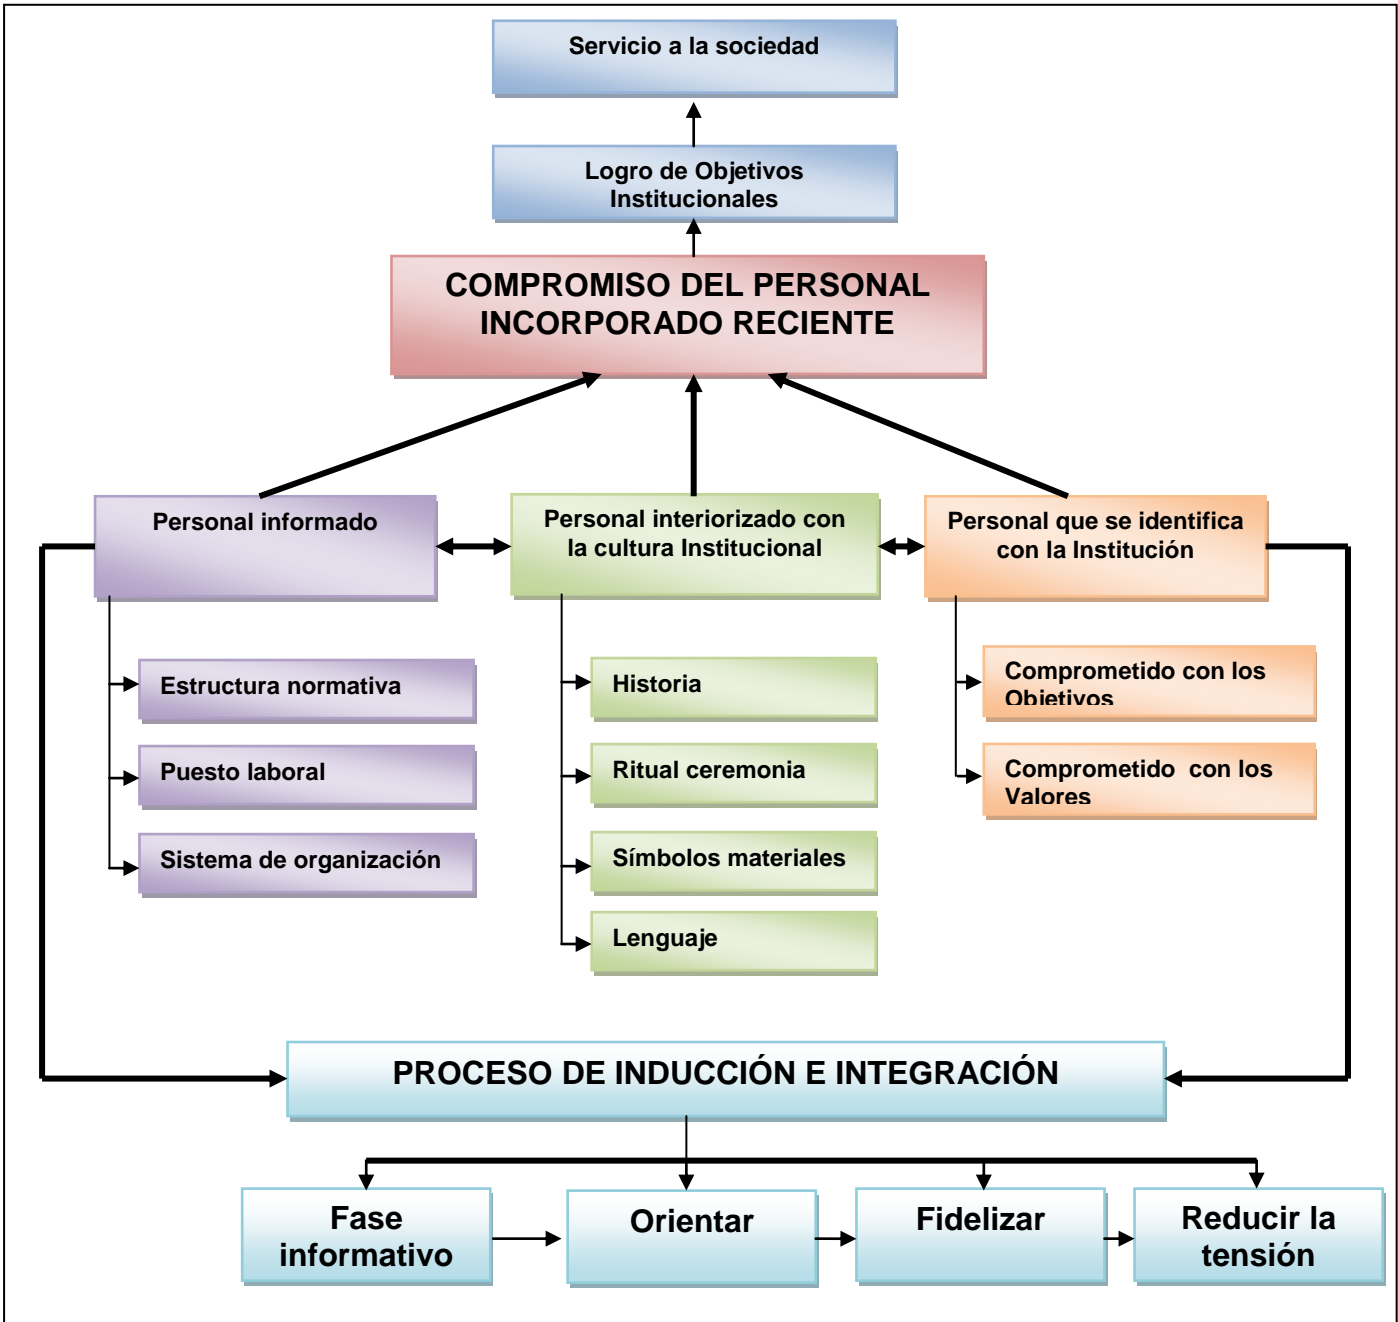 Servicio a la sociedad
Logro de Objetivos
Institucionales
COMPROMISO DEL PERSONAL
INCORPORADO RECIENTE
Personal informado
Personal interiorizado con
la cultura Institucional
Personal que se identifica
con la Institución
Estructura normativa
Puesto laboral
Sistema de organización
Historia
Ritual ceremonia
Símbolos materiales
Lenguaje
Comprometido con los
Objetivos
Comprometido con los
Valores
PROCESO DE INDUCCIÓN E INTEGRACIÓN
Fase
informativo
Orientar
Fidelizar
Reducir la
tensión